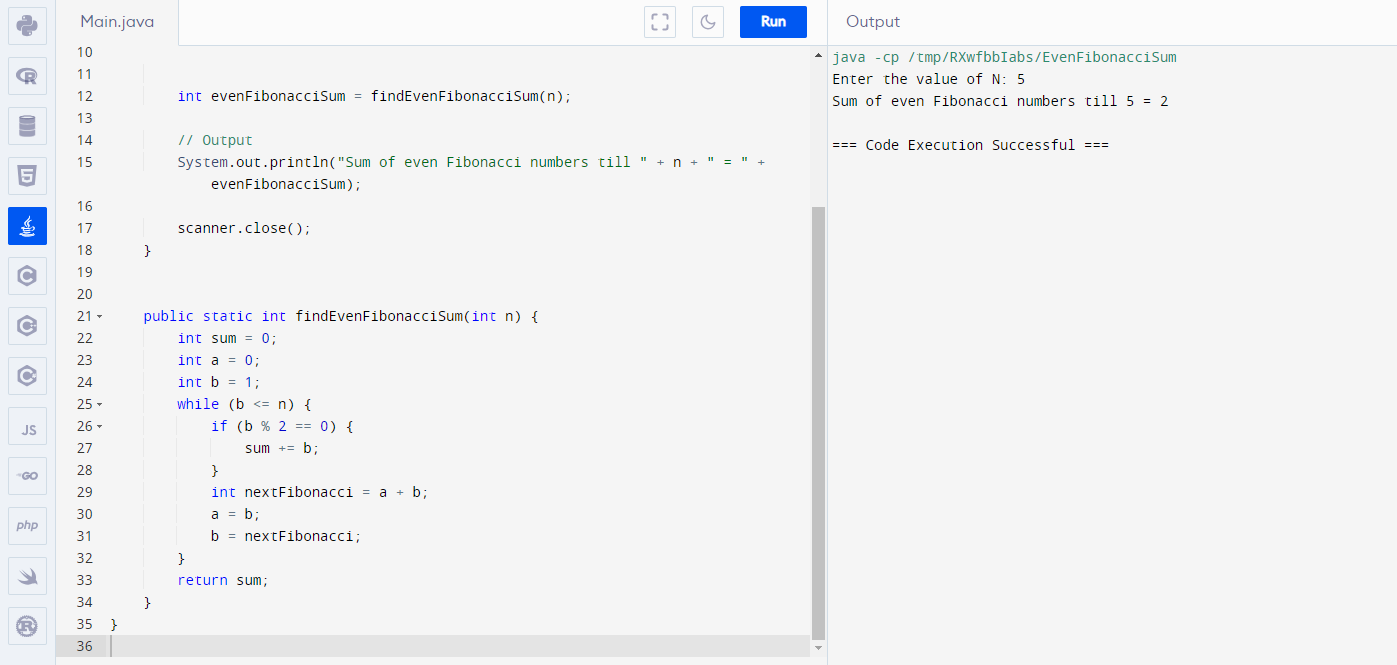 Main.java
Run
Output
10
11
12 int evenFibonacciSum = findEvenFibonacciSum(n);
13
14 // Output
15 System.out.println("Sum of even Fibonacci numbers till " + n + " = " +
evenFibonacciSum);
16
17 scanner.close();
18 }
19
20
21 public static int findEvenFibonacciSum(int n) {
22 int sum = 0;
23 int a = 0;
24 int b = 1;
25 while (b <= n) {
26 if (b % 2 == 0) {
27 sum += b;
28 }
29 int nextFibonacci = a + b;
30 a = b;
31 b = nextFibonacci;
32 }
33 return sum;
34 }
35 }
36
java -cp /tmp/RXwfbbIabs/EvenFibonacciSum
Enter the value of N: 5
Sum of even Fibonacci numbers till 5 = 2
=== Code Execution Successful ===
R
JS
GO
php